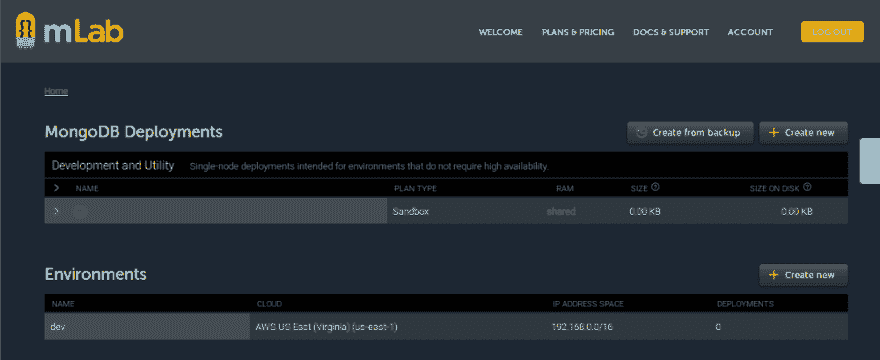 mLab
WELCOME PLANS & PRICING DOCS & SUPPORT ACCOUNT LOG OUT
Home
MongoDB Deployments
Create from backup
Create new
Development and Utility Single-node deployments intended for environments that do not require high availability.
NAME PLAN TYPE RAM SIZE SIZE ON DISK
Sandbox shared 0.00 KB 0.00 KB
Environments
Create new
NAME CLOUD IP ADDRESS SPACE DEPLOYMENTS
dev AWS US East (Virginia) (us-east-1) 192.168.0.0/16 0